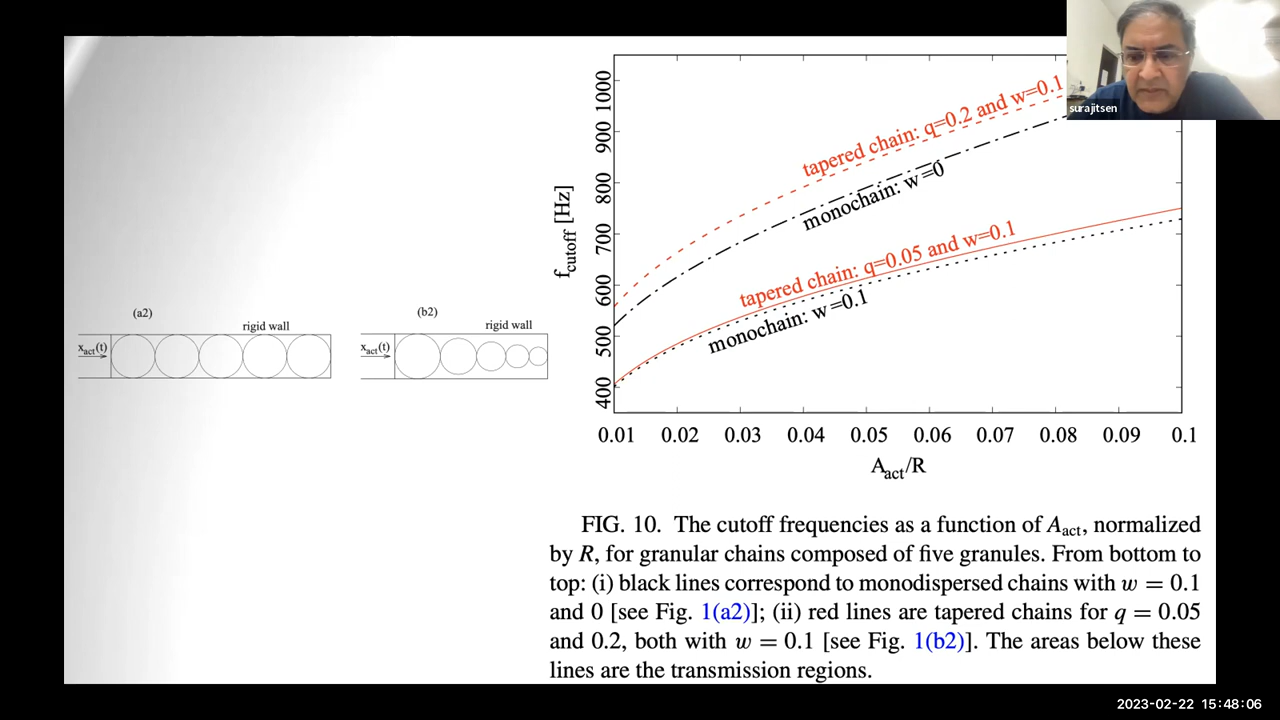 surajitsen
tapered chain: q=0.2 and w=0.1
monochain: w=0
tapered chain: q=0.05 and w=0.1
monochain: w=0.1
f_cutoff [Hz]
1000
900
800
700
600
500
400
0.01 0.02 0.03 0.04 0.05 0.06 0.07 0.08 0.09 0.1
A_act/R
(a2)
rigid wall
x_act(t)
(b2)
rigid wall
x_act(t)
FIG. 10. The cutoff frequencies as a function of A_act, normalized
by R, for granular chains composed of five granules. From bottom to
top: (i) black lines correspond to monodispersed chains with w = 0.1
and 0 [see Fig. 1(a2)]; (ii) red lines are tapered chains for q = 0.05
and 0.2, both with w = 0.1 [see Fig. 1(b2)]. The areas below these
lines are the transmission regions.
2023-02-22 15:48:06